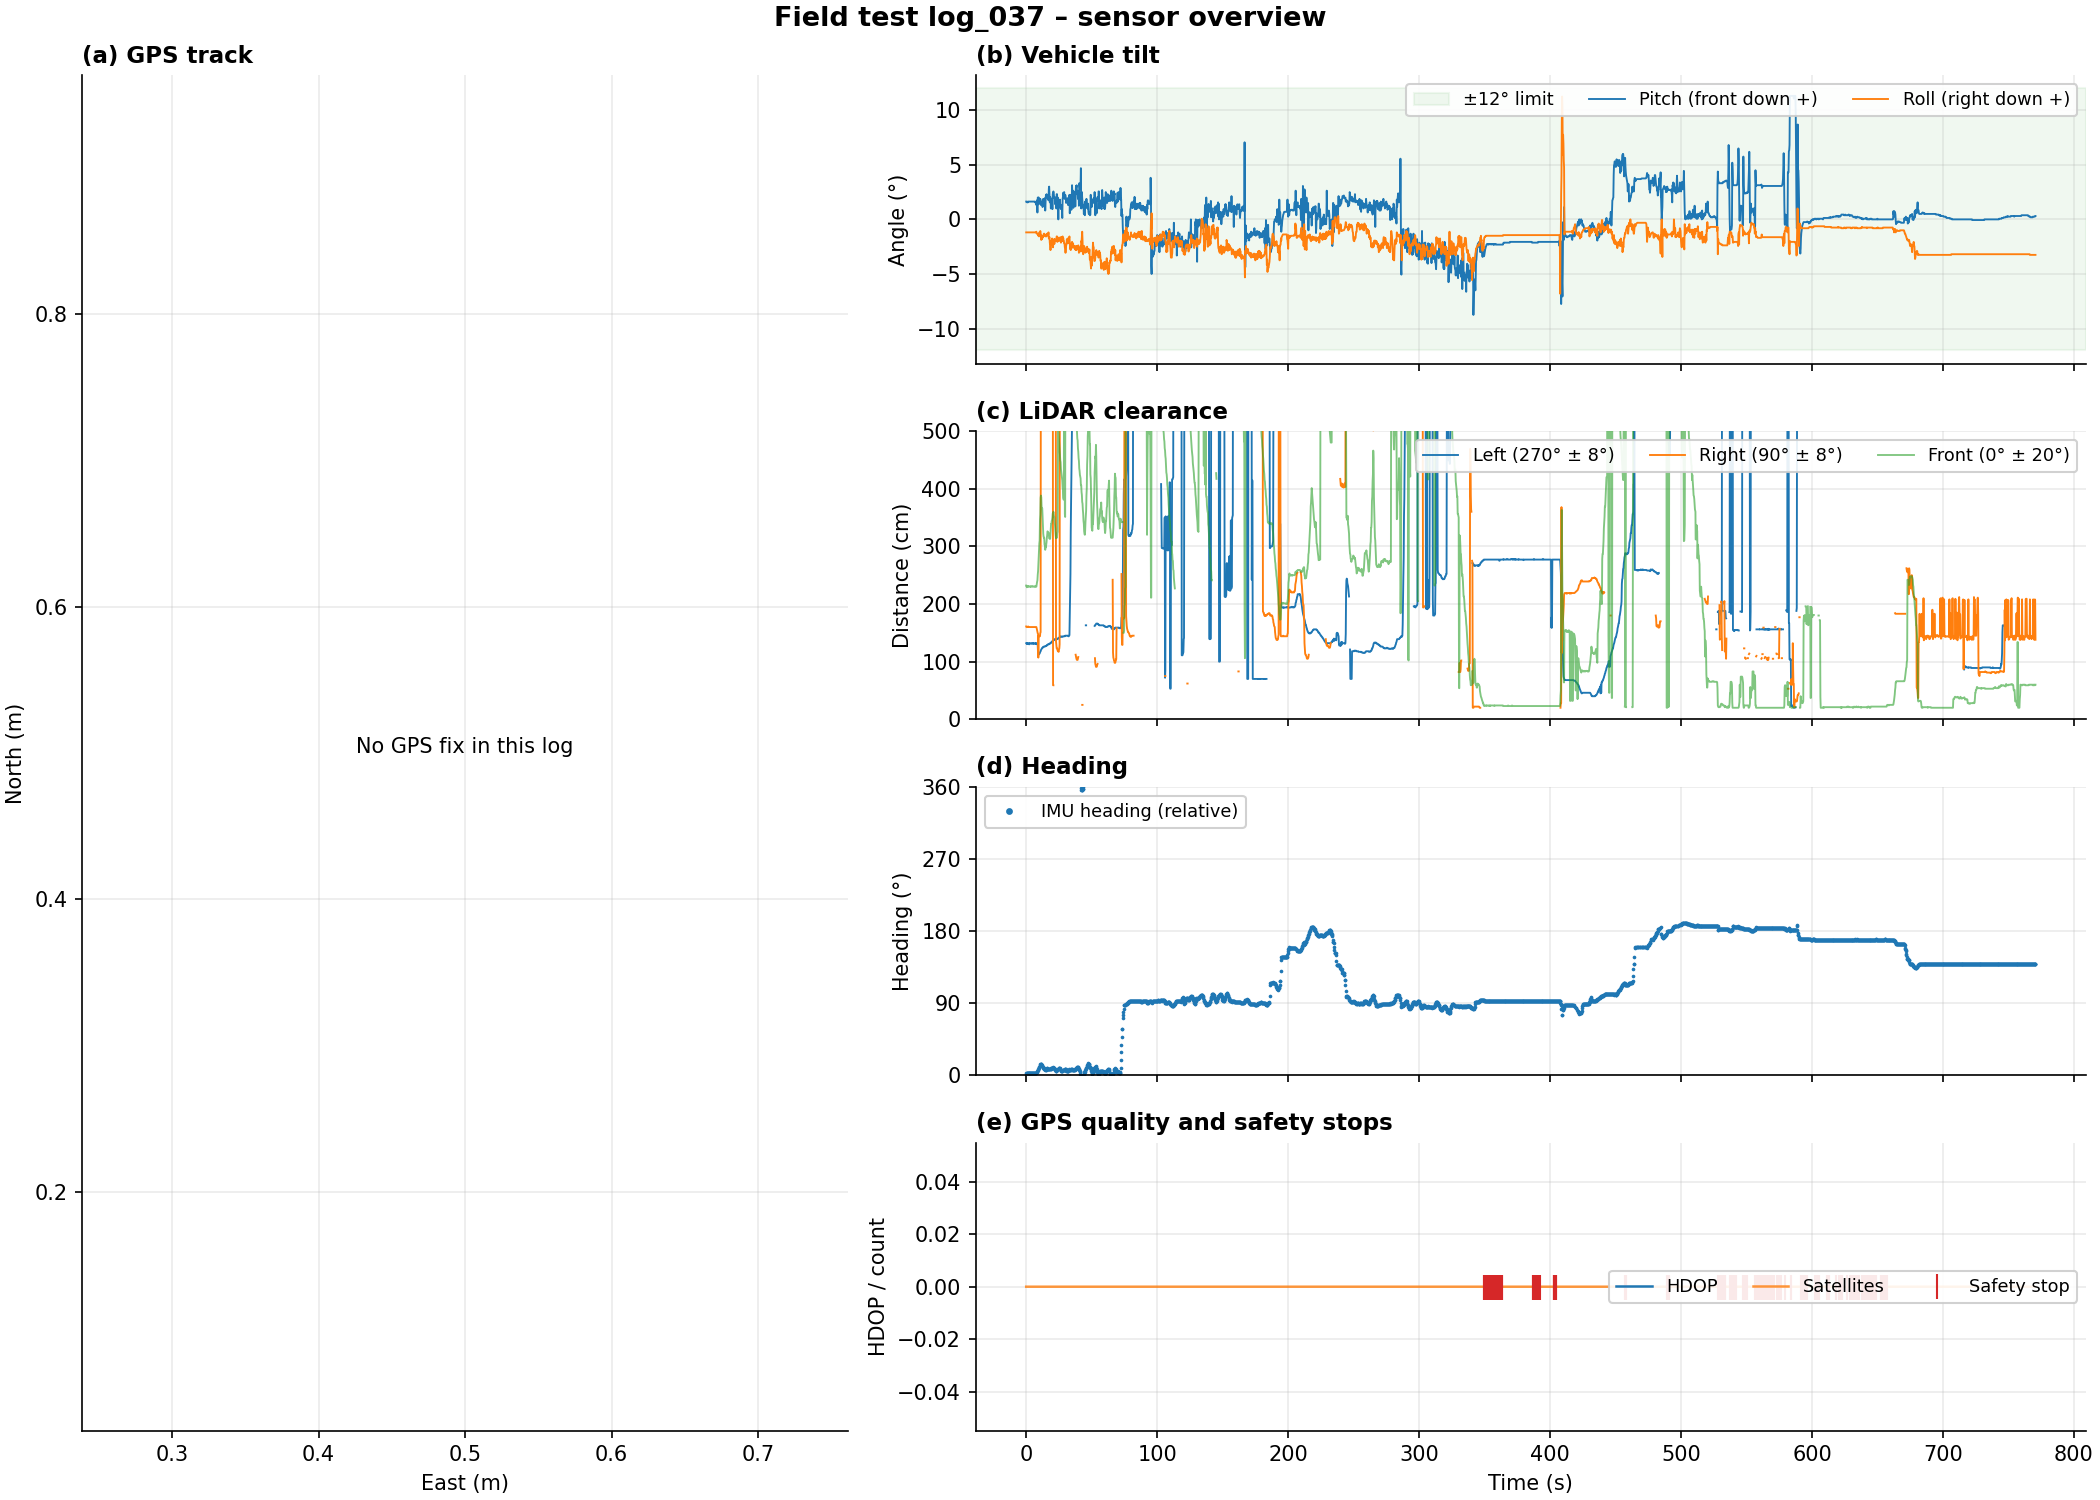 Field test log_037 – sensor overview
(a) GPS track
North (m)
0.8
0.6
0.4
0.2
No GPS fix in this log
0.3 0.4 0.5 0.6 0.7
East (m)
(b) Vehicle tilt
±12° limit Pitch (front down +) Roll (right down +)
Angle (°)
10
5
0
−5
−10
(c) LiDAR clearance
Left (270° ± 8°) Right (90° ± 8°) Front (0° ± 20°)
Distance (cm)
500
400
300
200
100
0
(d) Heading
IMU heading (relative)
Heading (°)
360
270
180
90
0
(e) GPS quality and safety stops
HDOP Satellites Safety stop
HDOP / count
0.04
0.02
0.00
−0.02
−0.04
0 100 200 300 400 500 600 700 800
Time (s)